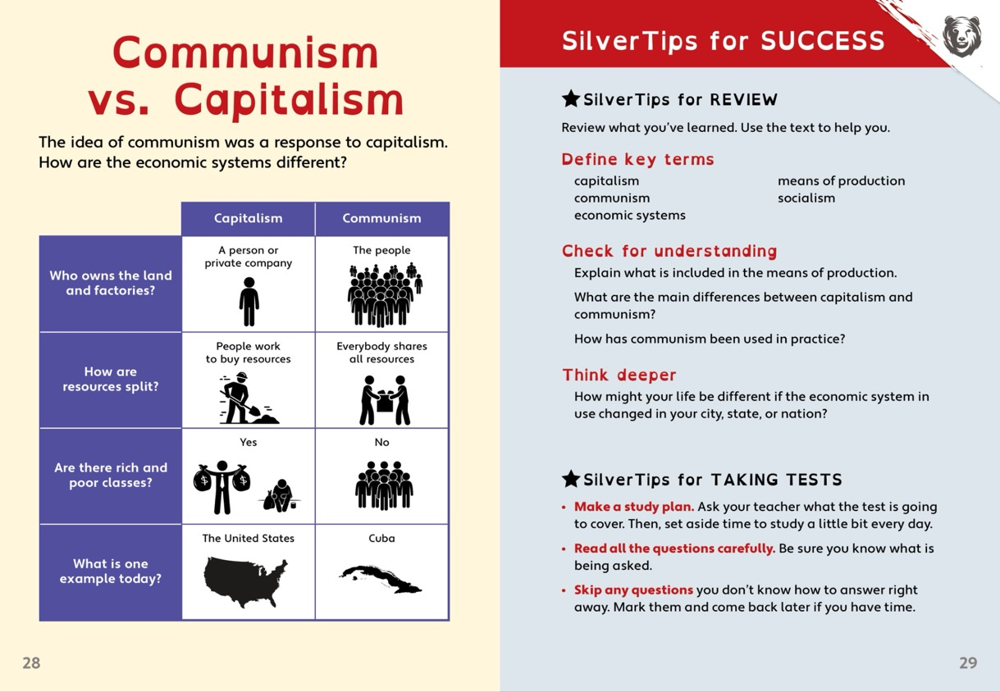 Communism
vs. Capitalism
The idea of communism was a response to capitalism.
How are the economic systems different?
Capitalism
Communism
Who owns the land
and factories?
A person or
private company
The people
How are
resources split?
People work
to buy resources
Everybody shares
all resources
Are there rich and
poor classes?
Yes
$
$
No
What is one
example today?
The United States
Cuba
28
SilverTips for SUCCESS
SilverTips for REVIEW
Review what you've learned. Use the text to help you.
Define key terms
capitalism
communism
economic systems
means of production
socialism
Check for understanding
Explain what is included in the means of production.
What are the main differences between capitalism and
communism?
How has communism been used in practice?
Think deeper
How might your life be different if the economic system in
use changed in your city, state, or nation?
SilverTips for TAKING TESTS
• Make a study plan. Ask your teacher what the test is going
to cover. Then, set aside time to study a little bit every day.
• Read all the questions carefully. Be sure you know what is
being asked.
• Skip any questions you don't know how to answer right
away. Mark them and come back later if you have time.
29